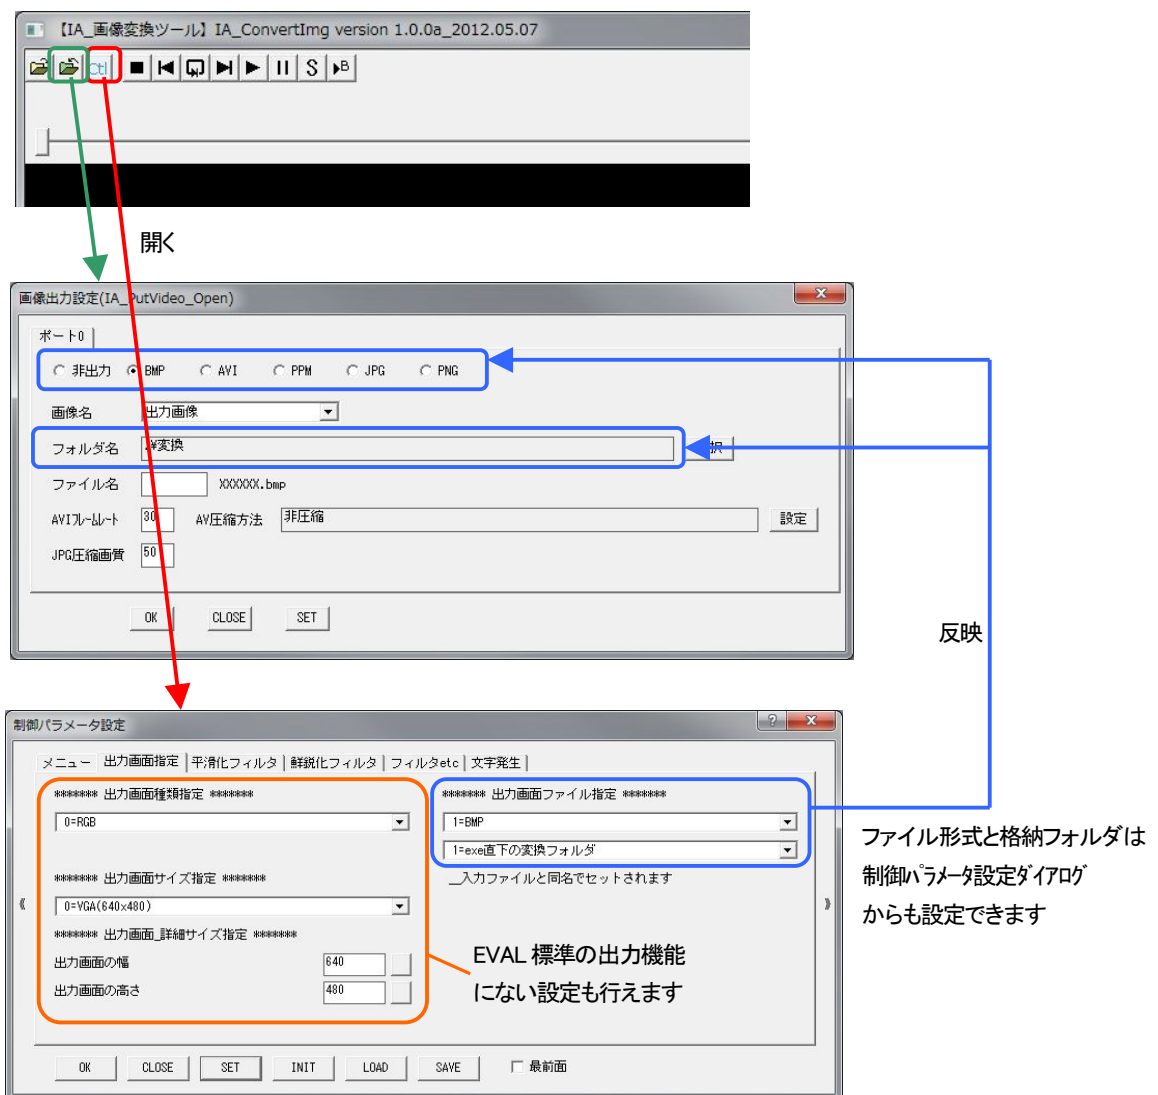 【IA_画像変換ツール】IA_ConvertImg version 1.0.0a_2012.05.07
Ctl S B
開く
画像出力設定(IA_PutVideo_Open)
ポート0
非出力 BMP AVI PPM JPG PNG
画像名 出力画像
フォルダ名 .¥変換
ファイル名 XXXXXX.bmp
AVIフレームレート 30 AV圧縮方法 非圧縮 設定
JPG圧縮画質 50
OK CLOSE SET
反映
制御パラメータ設定
メニュー 出力画面指定 平滑化フィルタ 鮮鋭化フィルタ フィルタetc 文字発生
******* 出力画面種類指定 *******
0=RGB
******* 出力画面サイズ指定 *******
0=VGA(640x480)
******* 出力画面_詳細サイズ指定 *******
出力画面の幅 640
出力画面の高さ 480
******* 出力画面ファイル指定 *******
1=BMP
1=exe直下の変換フォルダ
__入力ファイルと同名でセットされます
EVAL 標準の出力機能
にない設定も行えます
OK CLOSE SET INIT LOAD SAVE 最前面
ファイル形式と格納フォルダは
制御パラメータ設定ダイアログ
からも設定できます